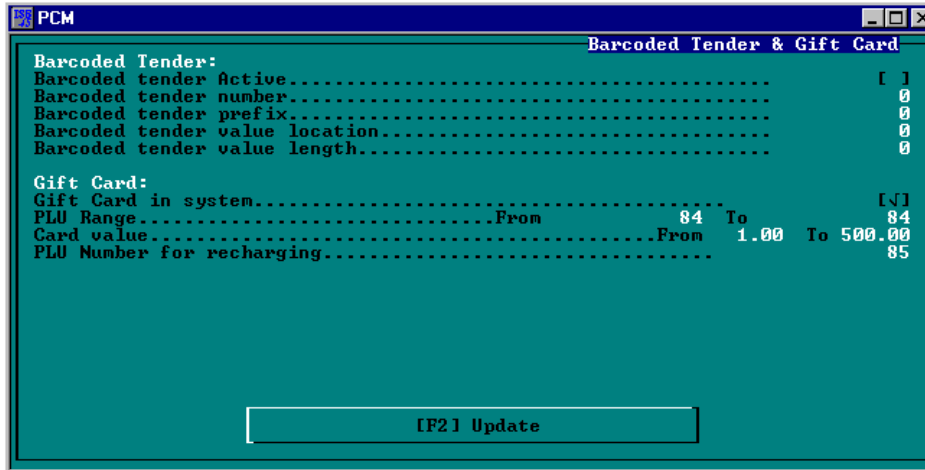 PCM
Barcoded Tender & Gift Card
Barcoded Tender:
Barcoded tender Active.......................................... [ ]
Barcoded tender number.......................................... 0
Barcoded tender prefix.......................................... 0
Barcoded tender value location.................................. 0
Barcoded tender value length.................................... 0
Gift Card:
Gift Card in system......................................... [√]
PLU Range...............................From 84 To 84
Card value............................................From 1.00 To 500.00
PLU Number for recharging.................................. 85
[F2] Update